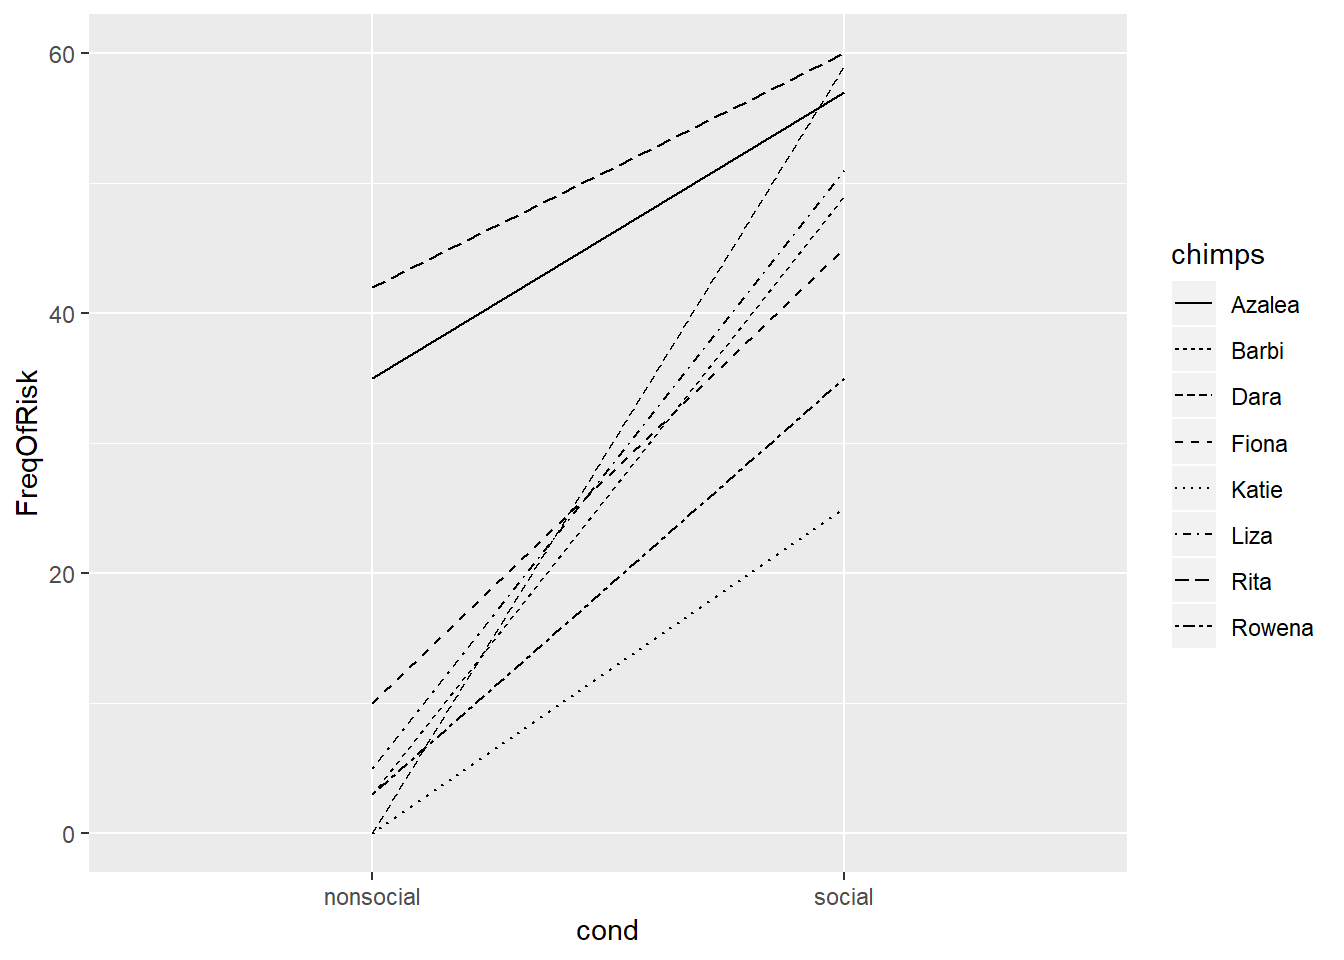 60
40
20
0
FreqOfRisk
nonsocial
social
cond
chimps
Azalea
Barbi
Dara
Fiona
Katie
Liza
Rita
Rowena